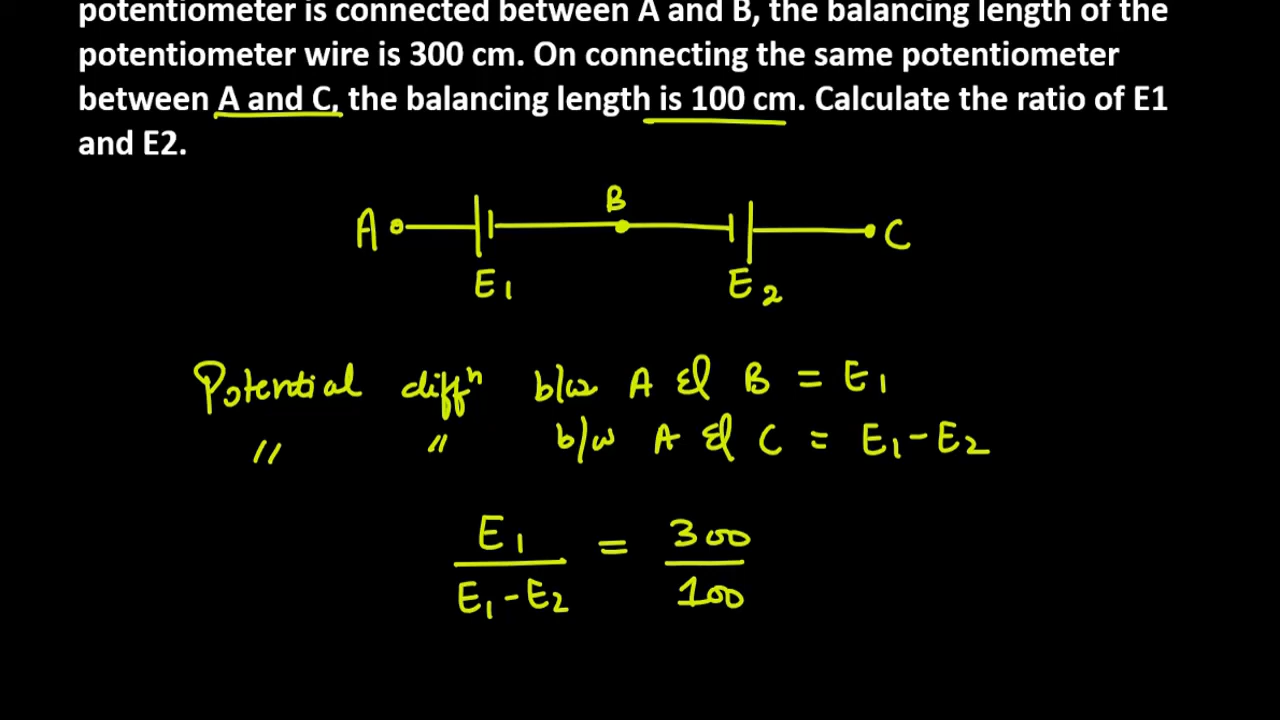 potentiometer is connected between A and B, the balancing length of the
potentiometer wire is 300 cm. On connecting the same potentiometer
between A and C, the balancing length is 100 cm. Calculate the ratio of E1
and E2.
B
A C
E1 E2
Potential diffⁿ b/w A & B = E1
" " b/w A & C = E1-E2
E1 / E1-E2 = 300 / 100